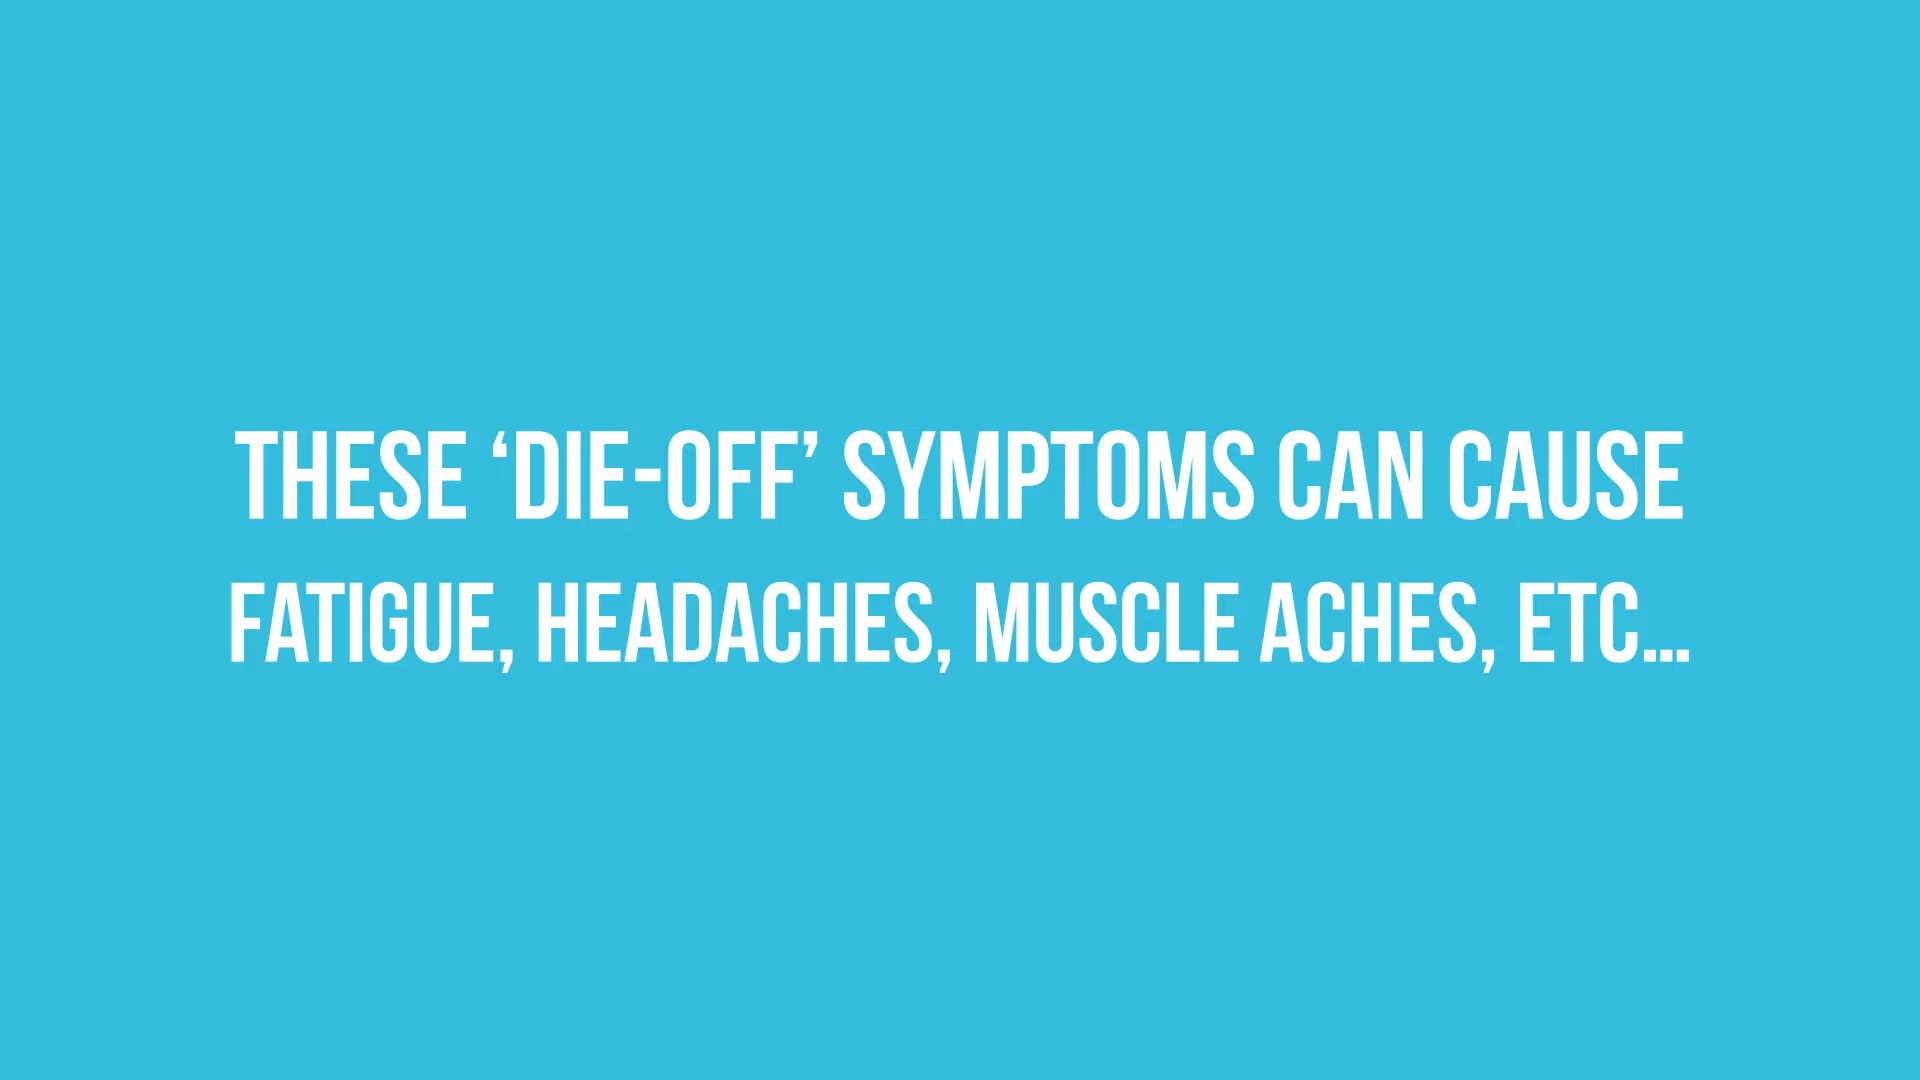 THESE ‘DIE-OFF’ SYMPTOMS CAN CAUSE
FATIGUE, HEADACHES, MUSCLE ACHES, ETC...